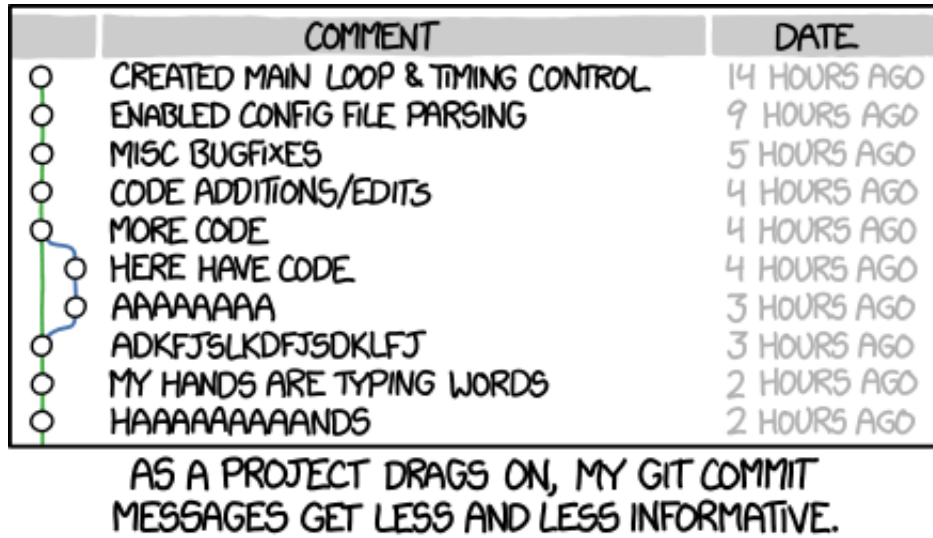 COMMENT DATE
CREATED MAIN LOOP & TIMING CONTROL 14 HOURS AGO
ENABLED CONFIG FILE PARSING 9 HOURS AGO
MISC BUGFIXES 5 HOURS AGO
CODE ADDITIONS/EDITS 4 HOURS AGO
MORE CODE 4 HOURS AGO
HERE HAVE CODE 4 HOURS AGO
AAAAAAAA 3 HOURS AGO
ADKFJSLKDFJSDKLFJ 3 HOURS AGO
MY HANDS ARE TYPING WORDS 2 HOURS AGO
HAAAAAAAAANDS 2 HOURS AGO
AS A PROJECT DRAGS ON, MY GIT COMMIT
MESSAGES GET LESS AND LESS INFORMATIVE.